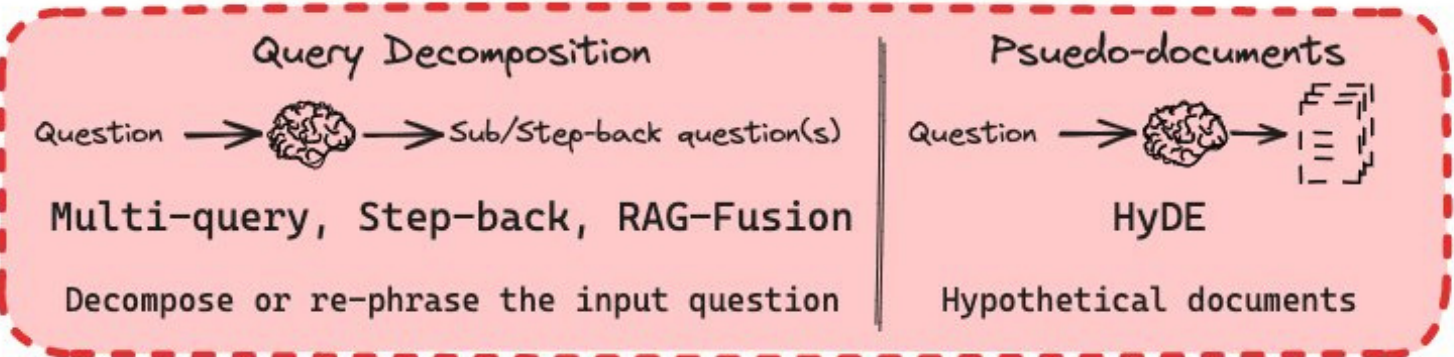 Query Decomposition
Question
Sub/Step-back question(s)
Multi-query, Step-back, RAG-Fusion
Decompose or re-phrase the input question
Psuedo-documents
Question
HyDE
Hypothetical documents